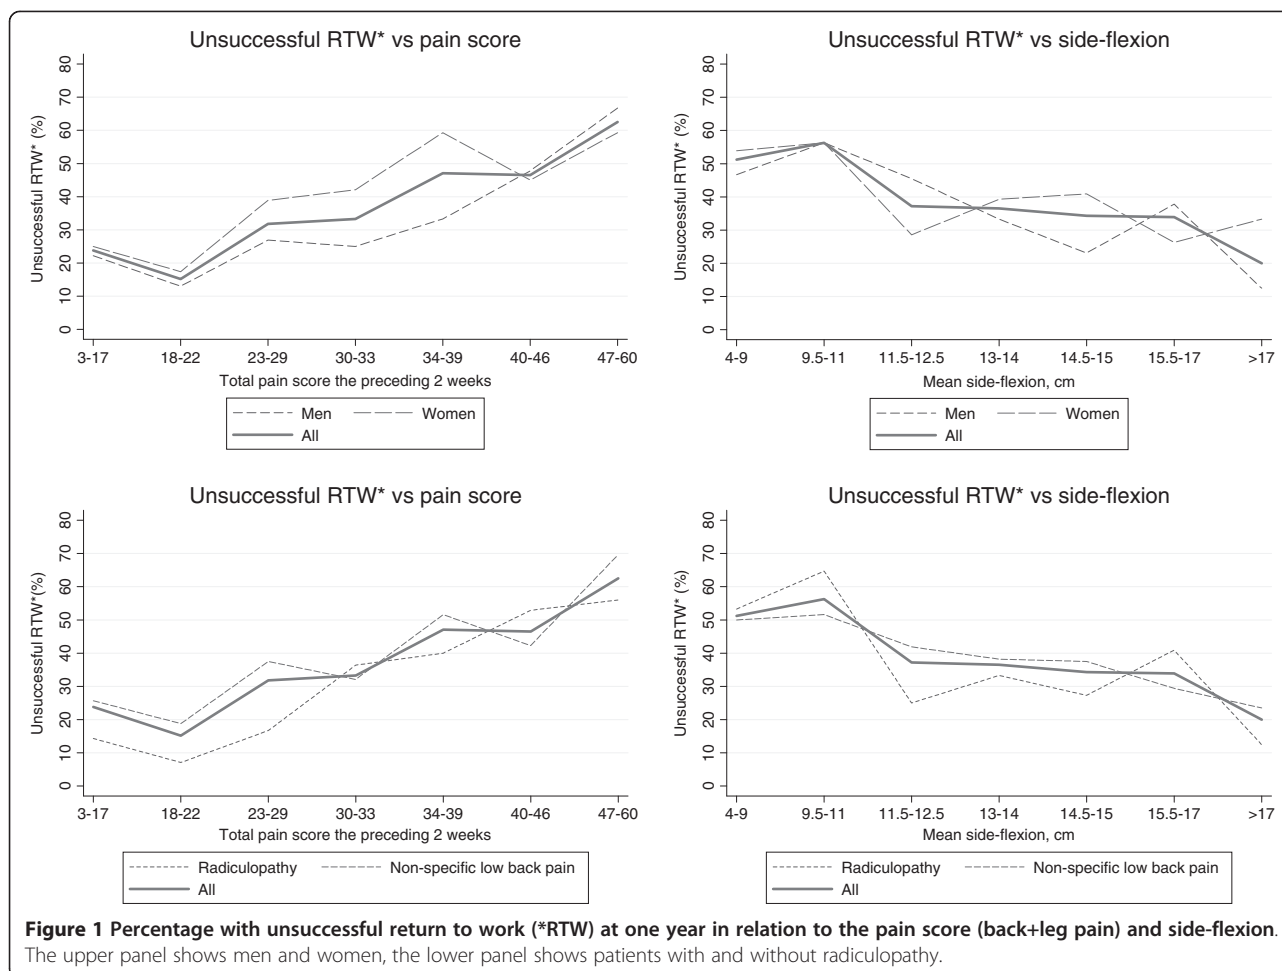 Unsuccessful RTW* vs pain score
Unsuccessful RTW* (%)
80
70
60
50
40
30
20
10
0
3-17 18-22 23-29 30-33 34-39 40-46 47-60
Total pain score the preceding 2 weeks
Men Women
All
Unsuccessful RTW* vs side-flexion
Unsuccessful RTW* (%)
80
70
60
50
40
30
20
10
0
4-9 9.5-11 11.5-12.5 13-14 14.5-15 15.5-17 >17
Mean side-flexion, cm
Men Women
All
Unsuccessful RTW* vs pain score
Unsuccessful RTW*(%)
80
70
60
50
40
30
20
10
0
3-17 18-22 23-29 30-33 34-39 40-46 47-60
Total pain score the preceding 2 weeks
Radiculopathy Non-specific low back pain
All
Unsuccessful RTW* vs side-flexion
Unsuccessful RTW* (%)
80
70
60
50
40
30
20
10
0
4-9 9.5-11 11.5-12.5 13-14 14.5-15 15.5-17 >17
Mean side-flexion, cm
Radiculopathy Non-specific low back pain
All
Figure 1 Percentage with unsuccessful return to work (*RTW) at one year in relation to the pain score (back+leg pain) and side-flexion.
The upper panel shows men and women, the lower panel shows patients with and without radiculopathy.